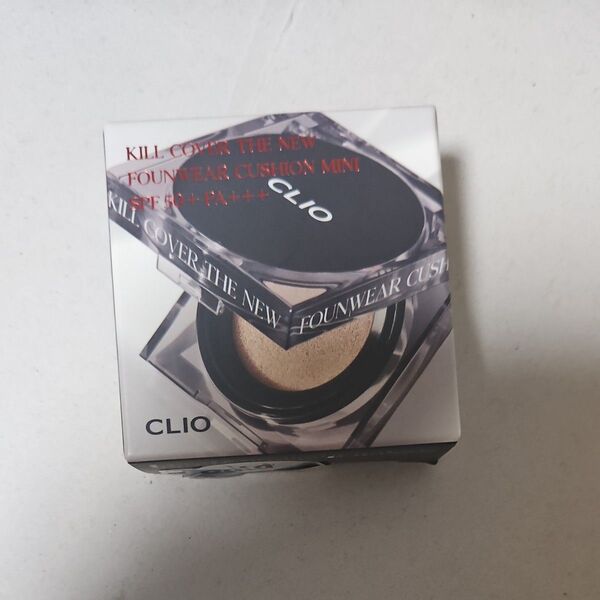 KILL COVER THE NEW
FOUNWEAR CUSHION MINI
SPF 50+ PA+++
CLIO
KILL COVER THE NEW
FOUNWEAR CUSH
CLIO